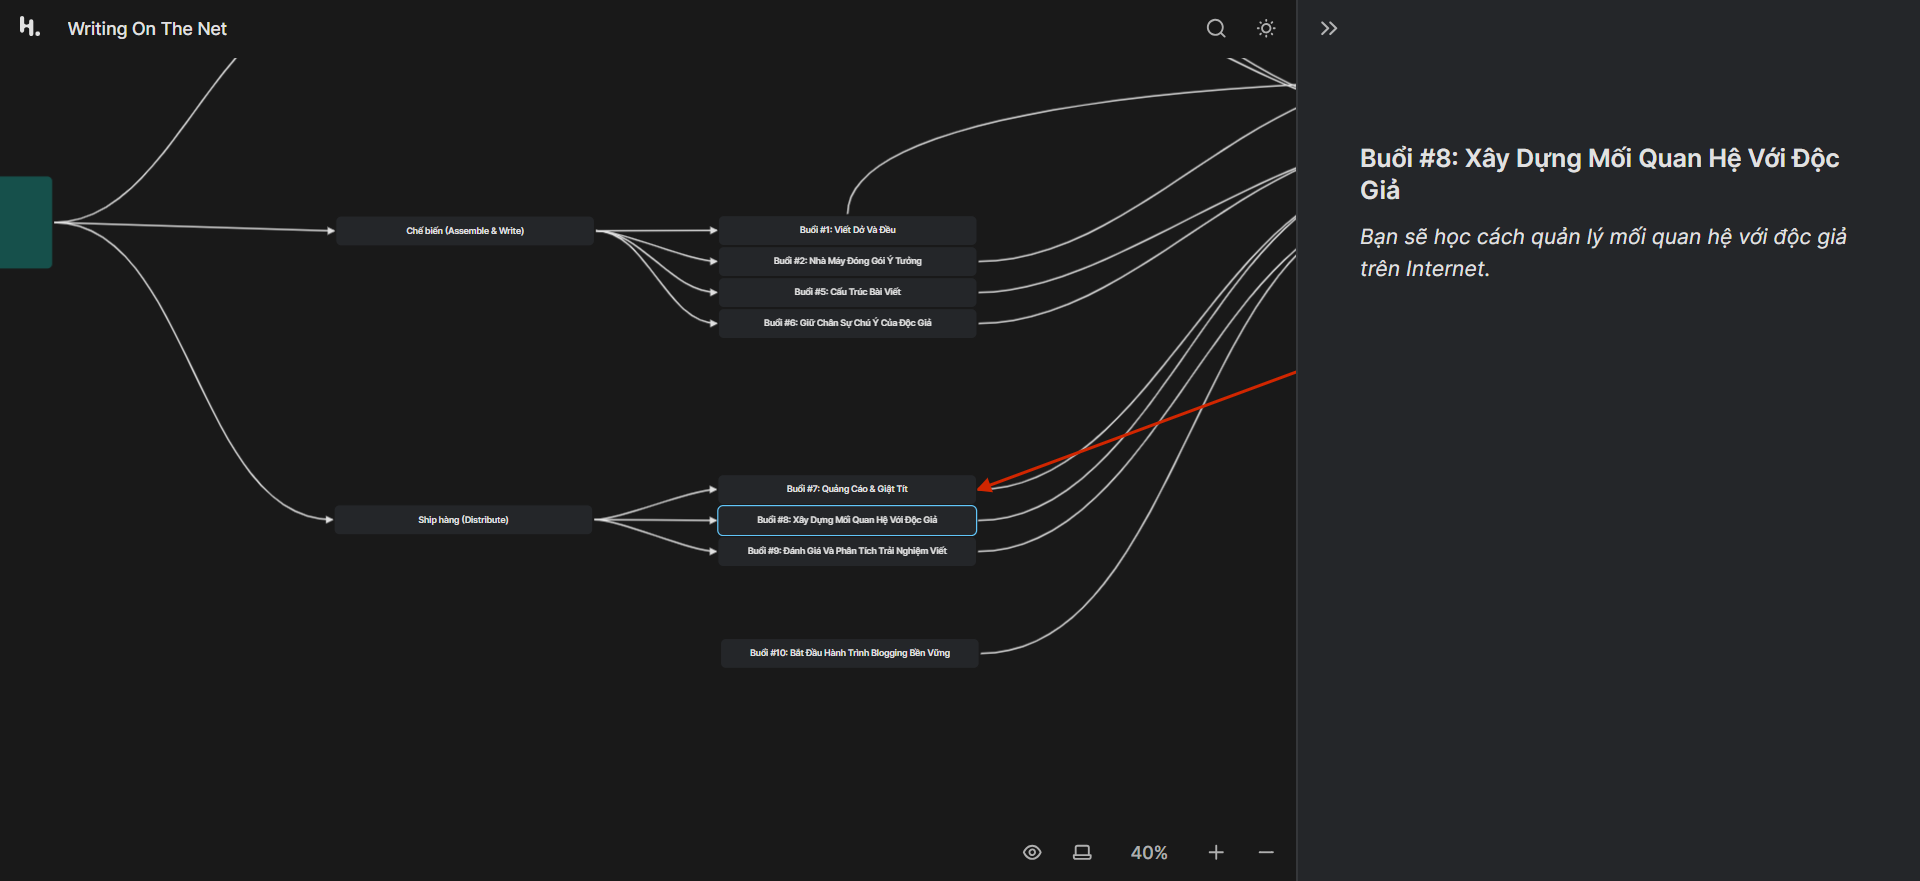 H.
Writing On The Net
Chế biến (Assemble & Write)
Buổi #1: Viết Dở Và Đều
Buổi #2: Nhà Máy Đóng Gói Ý Tưởng
Buổi #5: Cấu Trúc Bài Viết
Buổi #6: Giữ Chân Sự Chú Ý Của Độc Giả
Ship hàng (Distribute)
Buổi #7: Quảng Cáo & Giật Tít
Buổi #8: Xây Dựng Mối Quan Hệ Với Độc Giả
Buổi #9: Đánh Giá Và Phân Tích Trải Nghiệm Viết
Buổi #10: Bắt Đầu Hành Trình Blogging Bền Vững
40%
Buổi #8: Xây Dựng Mối Quan Hệ Với Độc
Giả
Bạn sẽ học cách quản lý mối quan hệ với độc giả
trên Internet.